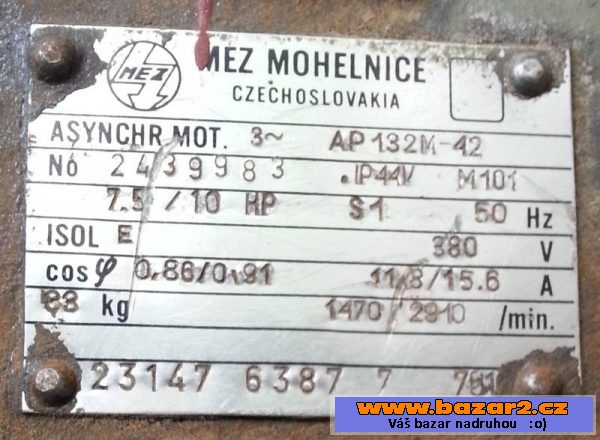 MEZ MEZ MOHELNICE
CZECHOSLOVAKIA
ASYNCHR. MOT. 3~ AP 132M-42
No 2439983 IP44V M101
7.5 / 10 HP S1 50 Hz
ISOL E 380 V
cos φ 0.86/0.91 11.8/15.6 A
kg 1470 / 2910 /min.
23147 6387 7
www.bazar2.cz
Váš bazar nadruhou :o)